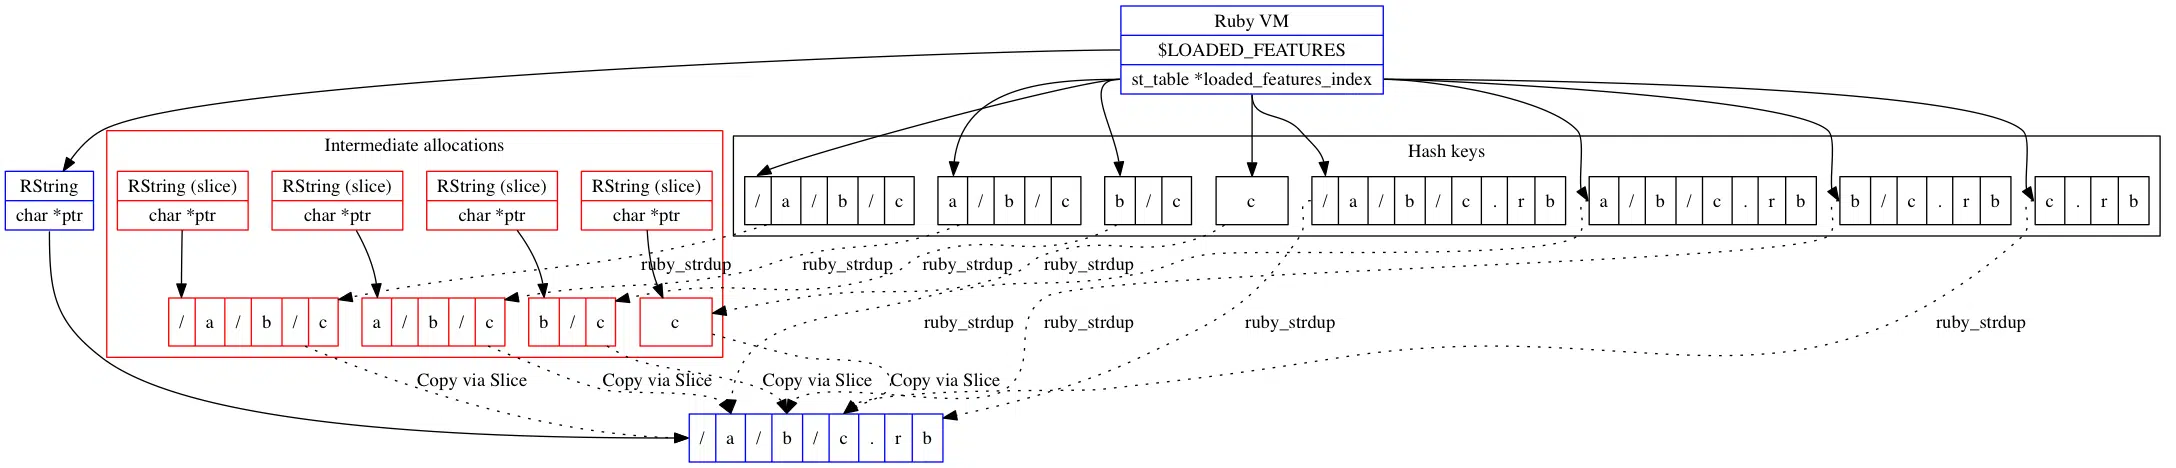 Ruby VM
$LOADED_FEATURES
st_table *loaded_features_index
Intermediate allocations
Hash keys
RString
char *ptr
RString (slice)
char *ptr
RString (slice)
char *ptr
RString (slice)
char *ptr
RString (slice)
char *ptr
/ a / b / c
a / b / c
b / c
c
/ a / b / c . r b
a / b / c . r b
b / c . r b
c . r b
ruby_strdup
ruby_strdup
ruby_strdup
ruby_strdup
/ a / b / c
a / b / c
b / c
c
ruby_strdup
ruby_strdup
ruby_strdup
ruby_strdup
Copy via Slice
Copy via Slice
Copy via Slice
Copy via Slice
/ a / b / c . r b